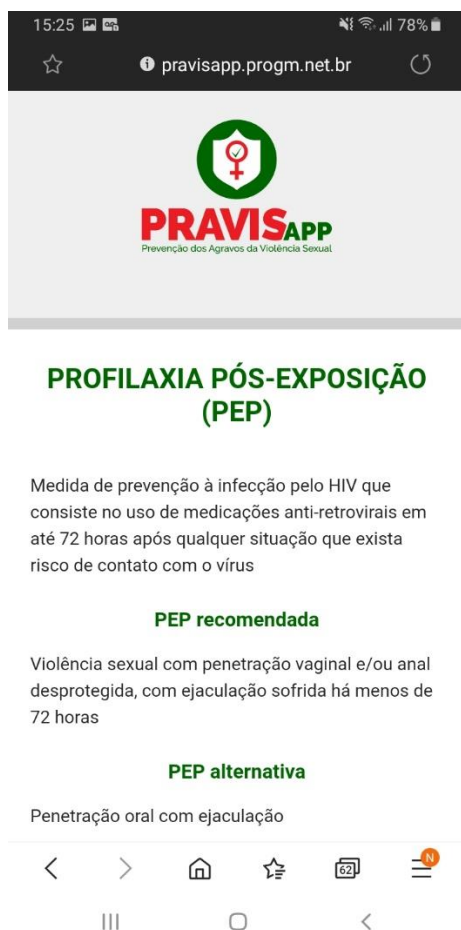 15:25 78%
pravisapp.progm.net.br
PRAVISAPP
Prevenção dos Agravos da Violência Sexual
PROFILAXIA PÓS-EXPOSIÇÃO
(PEP)
Medida de prevenção à infecção pelo HIV que
consiste no uso de medicações anti-retrovirais em
até 72 horas após qualquer situação que exista
risco de contato com o vírus
PEP recomendada
Violência sexual com penetração vaginal e/ou anal
desprotegida, com ejaculação sofrida há menos de
72 horas
PEP alternativa
Penetração oral com ejaculação
62 N